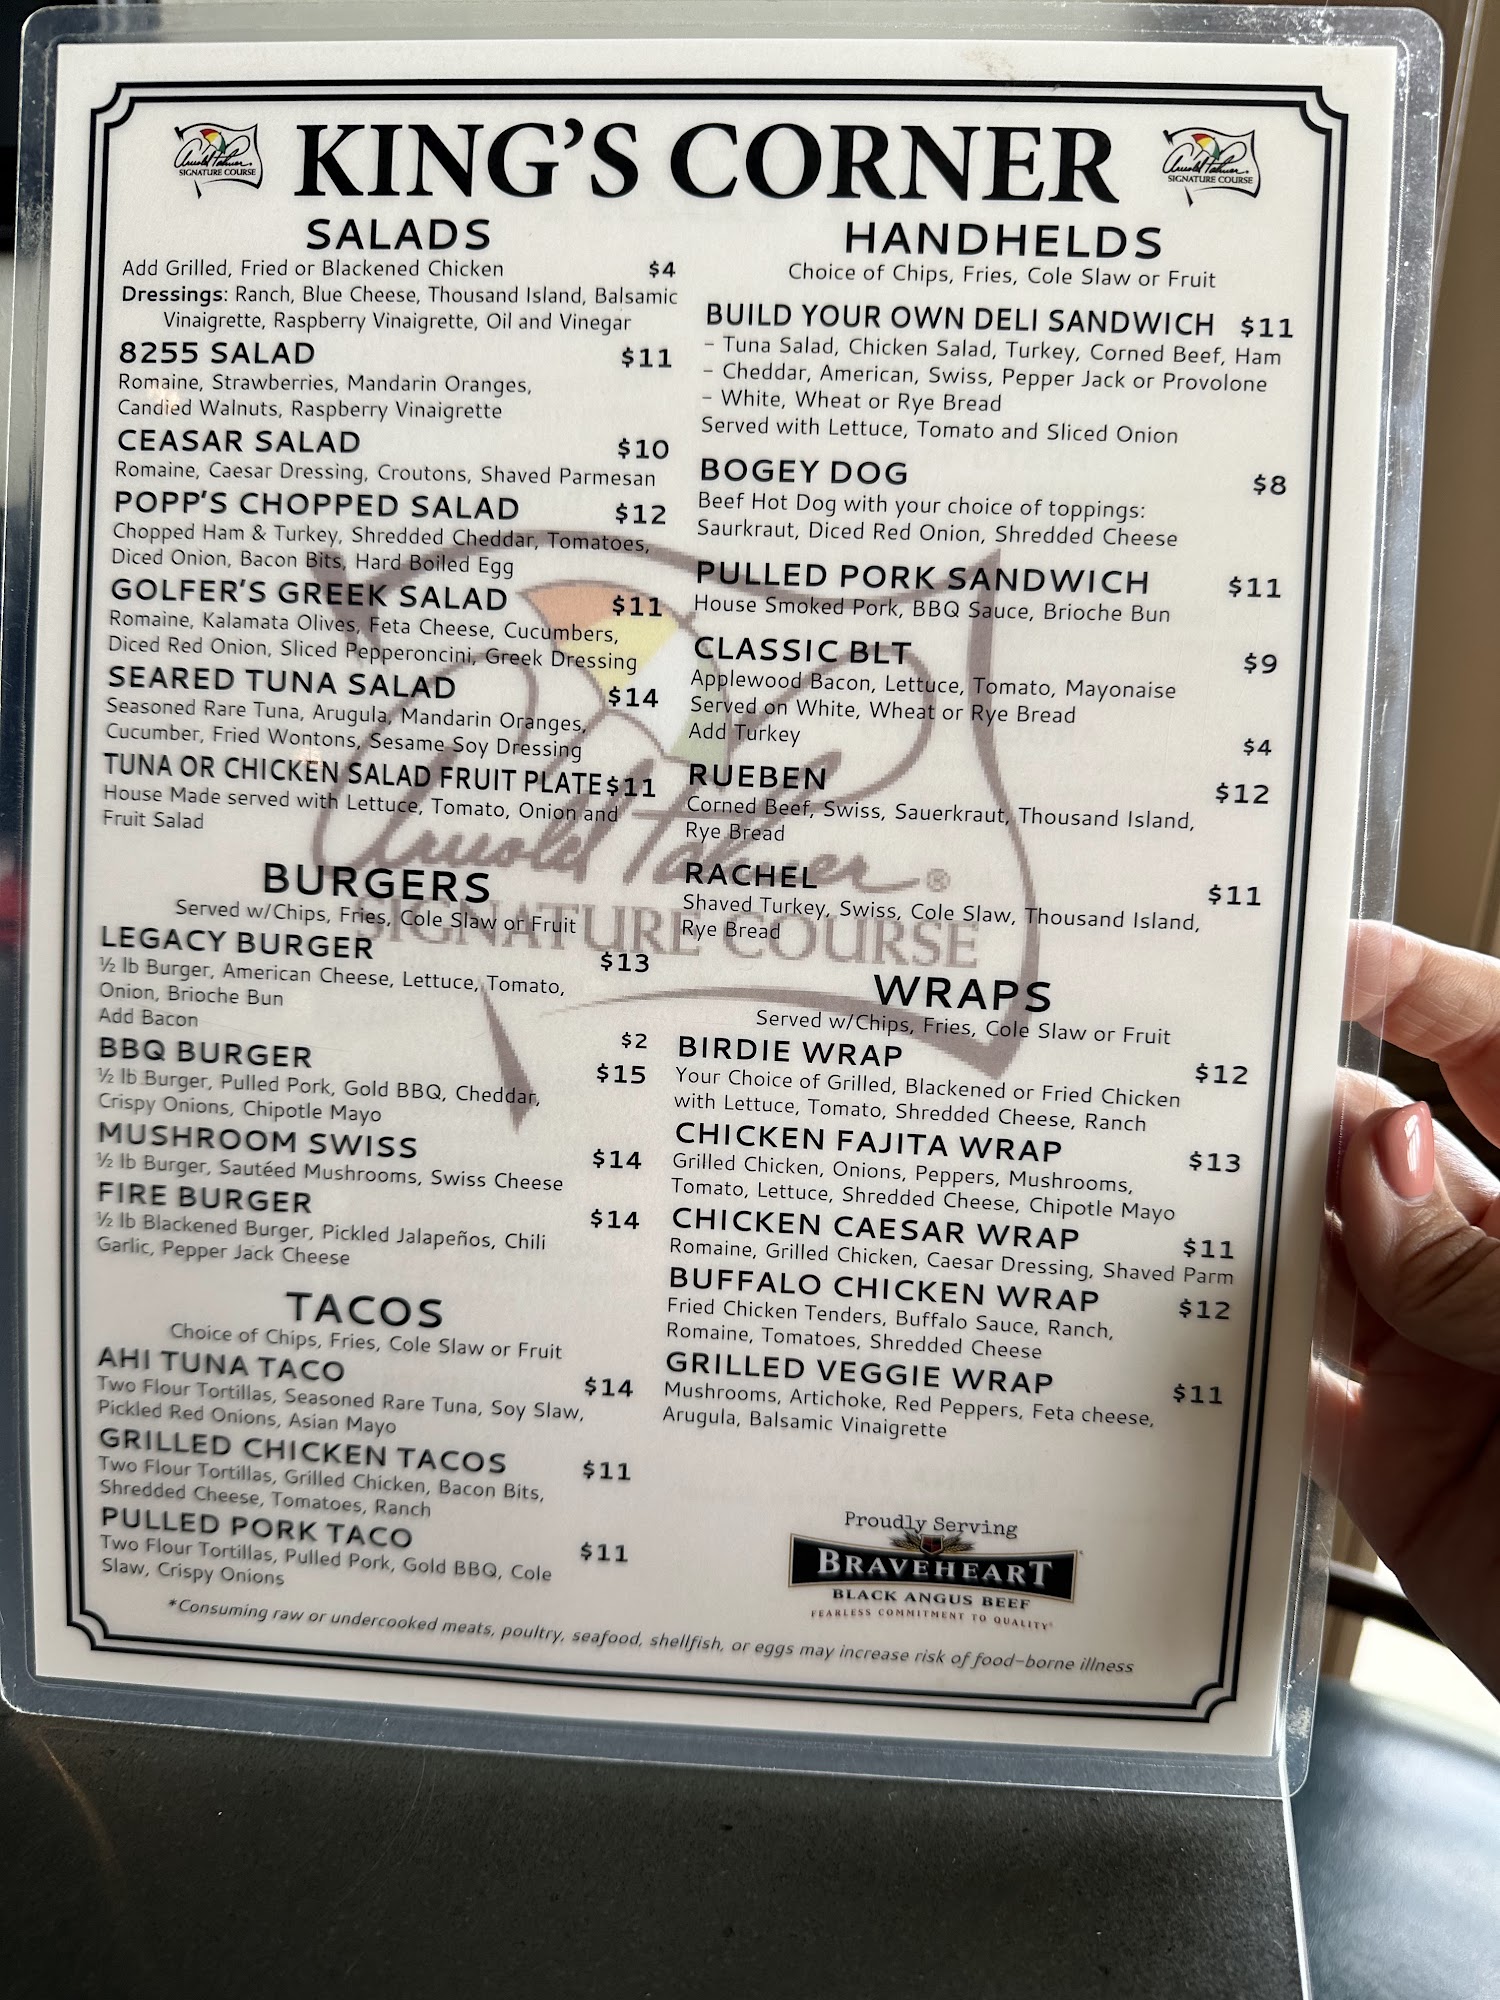 KING'S CORNER
Arnold Palmer
SIGNATURE COURSE
Arnold Palmer
SIGNATURE COURSE
SALADS
Add Grilled, Fried or Blackened Chicken $4
Dressings: Ranch, Blue Cheese, Thousand Island, Balsamic
Vinaigrette, Raspberry Vinaigrette, Oil and Vinegar
8255 SALAD $11
Romaine, Strawberries, Mandarin Oranges,
Candied Walnuts, Raspberry Vinaigrette
CEASAR SALAD $10
Romaine, Caesar Dressing, Croutons, Shaved Parmesan
POPP'S CHOPPED SALAD $12
Chopped Ham & Turkey, Shredded Cheddar, Tomatoes,
Diced Onion, Bacon Bits, Hard Boiled Egg
GOLFER'S GREEK SALAD $11
Romaine, Kalamata Olives, Feta Cheese, Cucumbers,
Diced Red Onion, Sliced Pepperoncini, Greek Dressing
SEARED TUNA SALAD $14
Seasoned Rare Tuna, Arugula, Mandarin Oranges,
Cucumber, Fried Wontons, Sesame Soy Dressing
TUNA OR CHICKEN SALAD FRUIT PLATE $11
House Made served with Lettuce, Tomato, Onion and
Fruit Salad
BURGERS
Served w/Chips, Fries, Cole Slaw or Fruit
LEGACY BURGER $13
½ lb Burger, American Cheese, Lettuce, Tomato,
Onion, Brioche Bun
Add Bacon $2
BBQ BURGER $15
½ lb Burger, Pulled Pork, Gold BBQ, Cheddar,
Crispy Onions, Chipotle Mayo
MUSHROOM SWISS $14
½ lb Burger, Sautéed Mushrooms, Swiss Cheese
FIRE BURGER $14
½ lb Blackened Burger, Pickled Jalapeños, Chili
Garlic, Pepper Jack Cheese
TACOS
Choice of Chips, Fries, Cole Slaw or Fruit
AHI TUNA TACO $14
Two Flour Tortillas, Seasoned Rare Tuna, Soy Slaw,
Pickled Red Onions, Asian Mayo
GRILLED CHICKEN TACOS $11
Two Flour Tortillas, Grilled Chicken, Bacon Bits,
Shredded Cheese, Tomatoes, Ranch
PULLED PORK TACO $11
Two Flour Tortillas, Pulled Pork, Gold BBQ, Cole
Slaw, Crispy Onions
HANDHELDS
Choice of Chips, Fries, Cole Slaw or Fruit
BUILD YOUR OWN DELI SANDWICH $11
- Tuna Salad, Chicken Salad, Turkey, Corned Beef, Ham
- Cheddar, American, Swiss, Pepper Jack or Provolone
- White, Wheat or Rye Bread
Served with Lettuce, Tomato and Sliced Onion
BOGEY DOG $8
Beef Hot Dog with your choice of toppings:
Saurkraut, Diced Red Onion, Shredded Cheese
PULLED PORK SANDWICH $11
House Smoked Pork, BBQ Sauce, Brioche Bun
CLASSIC BLT $9
Applewood Bacon, Lettuce, Tomato, Mayonaise
Served on White, Wheat or Rye Bread
Add Turkey $4
RUEBEN $12
Corned Beef, Swiss, Sauerkraut, Thousand Island,
Rye Bread
RACHEL $11
Shaved Turkey, Swiss, Cole Slaw, Thousand Island,
Rye Bread
WRAPS
Served w/Chips, Fries, Cole Slaw or Fruit
BIRDIE WRAP $12
Your Choice of Grilled, Blackened or Fried Chicken
with Lettuce, Tomato, Shredded Cheese, Ranch
CHICKEN FAJITA WRAP $13
Grilled Chicken, Onions, Peppers, Mushrooms,
Tomato, Lettuce, Shredded Cheese, Chipotle Mayo
CHICKEN CAESAR WRAP $11
Romaine, Grilled Chicken, Caesar Dressing, Shaved Parm
BUFFALO CHICKEN WRAP $12
Fried Chicken Tenders, Buffalo Sauce, Ranch,
Romaine, Tomatoes, Shredded Cheese
GRILLED VEGGIE WRAP $11
Mushrooms, Artichoke, Red Peppers, Feta cheese,
Arugula, Balsamic Vinaigrette
Arnold Palmer®
SIGNATURE COURSE
Proudly Serving
BRAVEHEART
BLACK ANGUS BEEF
FEARLESS COMMITMENT TO QUALITY
*Consuming raw or undercooked meats, poultry, seafood, shellfish, or eggs may increase risk of food-borne illness